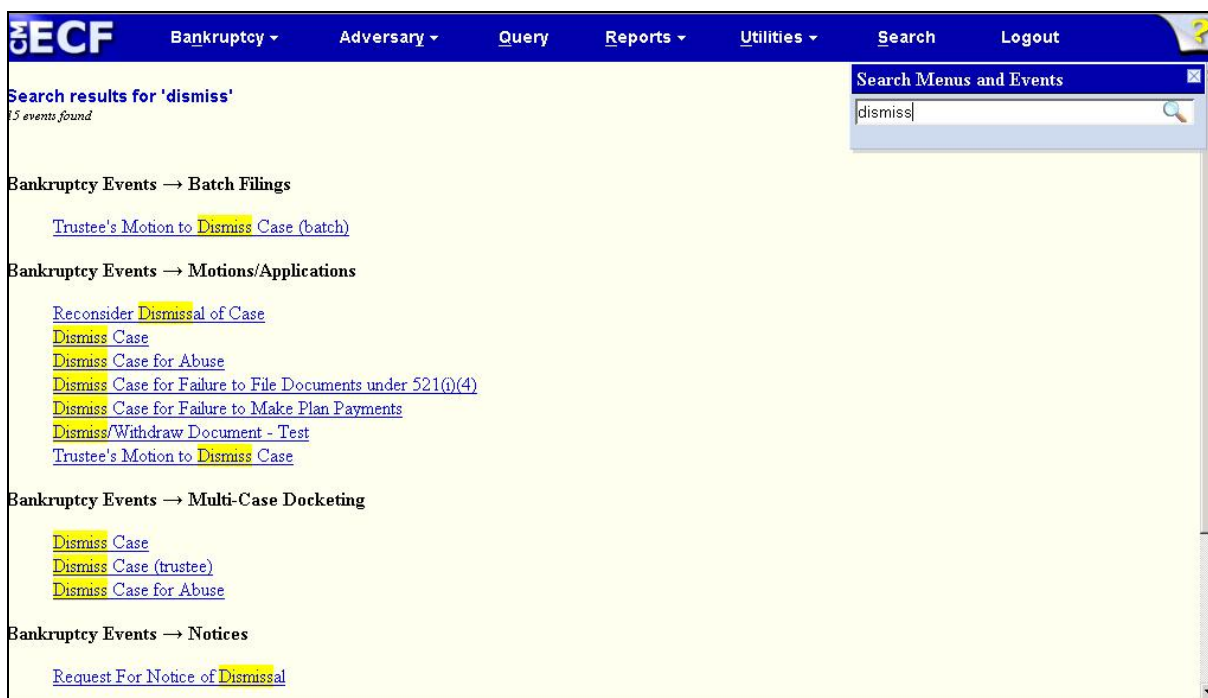 CM ECF Bankruptcy Adversary Query Reports Utilities Search Logout ?
Search Menus and Events
dismiss
Search results for 'dismiss'
15 events found
Bankruptcy Events → Batch Filings
Trustee's Motion to Dismiss Case (batch)
Bankruptcy Events → Motions/Applications
Reconsider Dismissal of Case
Dismiss Case
Dismiss Case for Abuse
Dismiss Case for Failure to File Documents under 521(i)(4)
Dismiss Case for Failure to Make Plan Payments
Dismiss/Withdraw Document - Test
Trustee's Motion to Dismiss Case
Bankruptcy Events → Multi-Case Docketing
Dismiss Case
Dismiss Case (trustee)
Dismiss Case for Abuse
Bankruptcy Events → Notices
Request For Notice of Dismissal